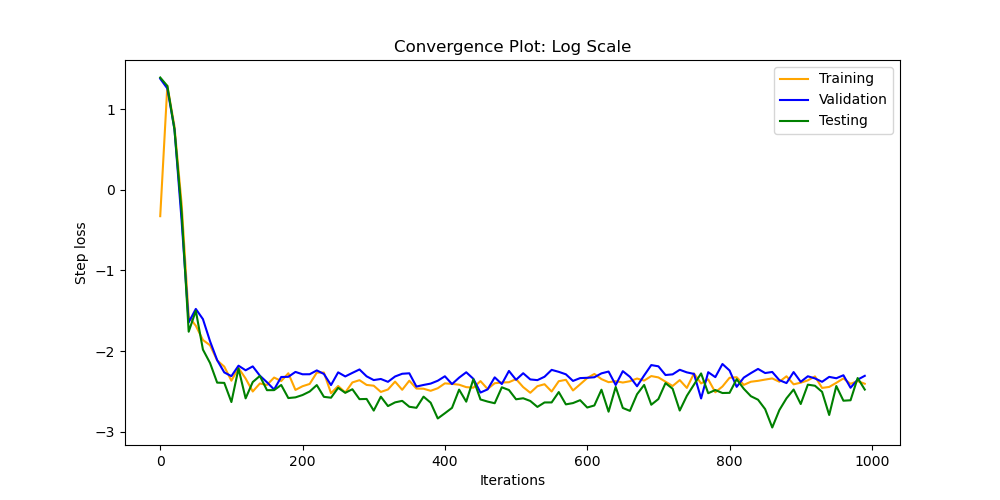 Convergence Plot: Log Scale
Training
Validation
Testing
1
0
−1
−2
−3
Step loss
0
200
400
600
800
1000
Iterations